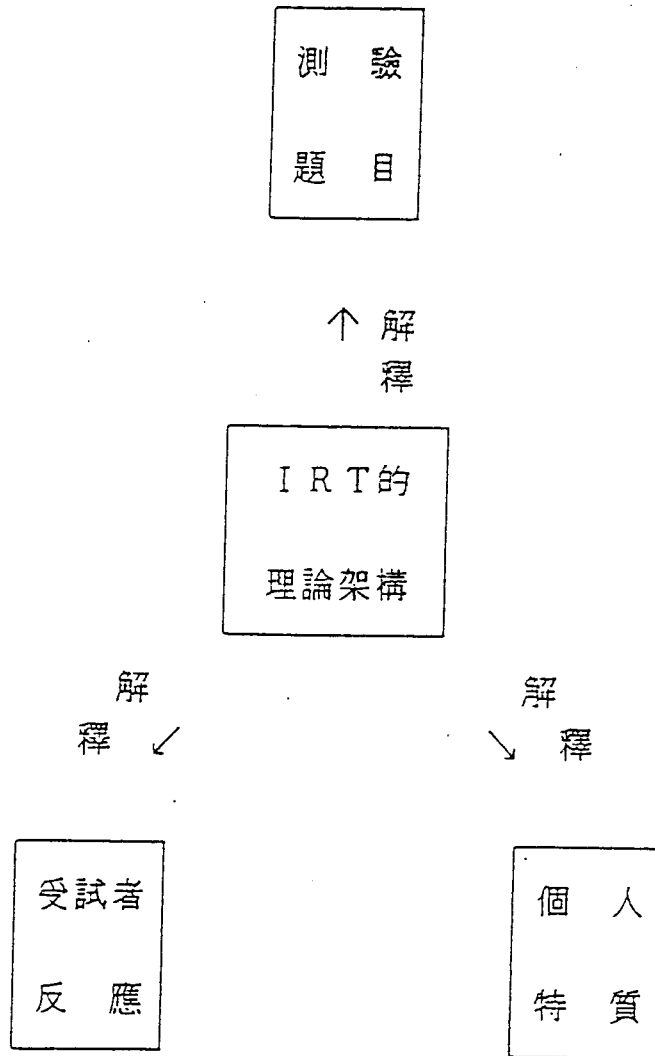 測 驗
題 目
↑ 解
釋
ＩＲＴ的
理論架構
解
釋 ↙
解
↘ 釋
受試者
反 應
個 人
特 質